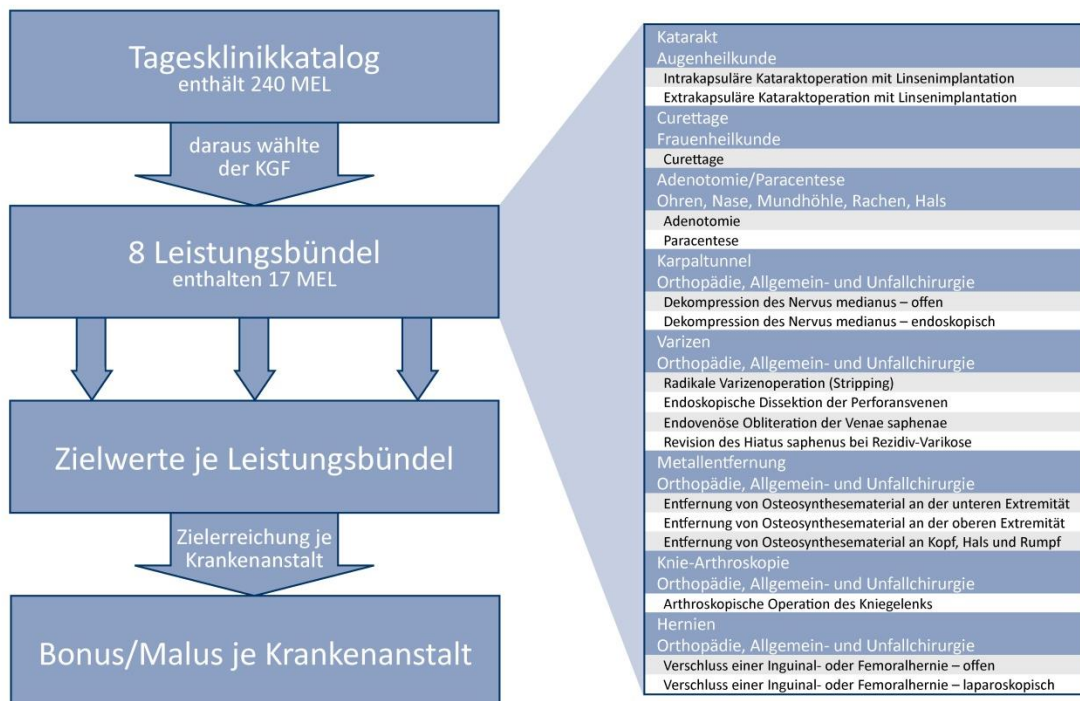 Tagesklinikkatalog
enthält 240 MEL
daraus wählte
der KGF
8 Leistungsbündel
enthalten 17 MEL
Zielwerte je Leistungsbündel
Zielerreichung je
Krankenanstalt
Bonus/Malus je Krankenanstalt
Katarakt
Augenheilkunde
Intrakapsuläre Kataraktoperation mit Linsenimplantation
Extrakapsuläre Kataraktoperation mit Linsenimplantation
Curettage
Frauenheilkunde
Curettage
Adenotomie/Paracentese
Ohren, Nase, Mundhöhle, Rachen, Hals
Adenotomie
Paracentese
Karpaltunnel
Orthopädie, Allgemein- und Unfallchirurgie
Dekompression des Nervus medianus – offen
Dekompression des Nervus medianus – endoskopisch
Varizen
Orthopädie, Allgemein- und Unfallchirurgie
Radikale Varizenoperation (Stripping)
Endoskopische Dissektion der Perforansvenen
Endovenöse Obliteration der Venae saphenae
Revision des Hiatus saphenus bei Rezidiv-Varikose
Metallentfernung
Orthopädie, Allgemein- und Unfallchirurgie
Entfernung von Osteosynthesematerial an der unteren Extremität
Entfernung von Osteosynthesematerial an der oberen Extremität
Entfernung von Osteosynthesematerial an Kopf, Hals und Rumpf
Knie-Arthroskopie
Orthopädie, Allgemein- und Unfallchirurgie
Arthroskopische Operation des Kniegelenks
Hernien
Orthopädie, Allgemein- und Unfallchirurgie
Verschluss einer Inguinal- oder Femoralhernie – offen
Verschluss einer Inguinal- oder Femoralhernie – laparoskopisch